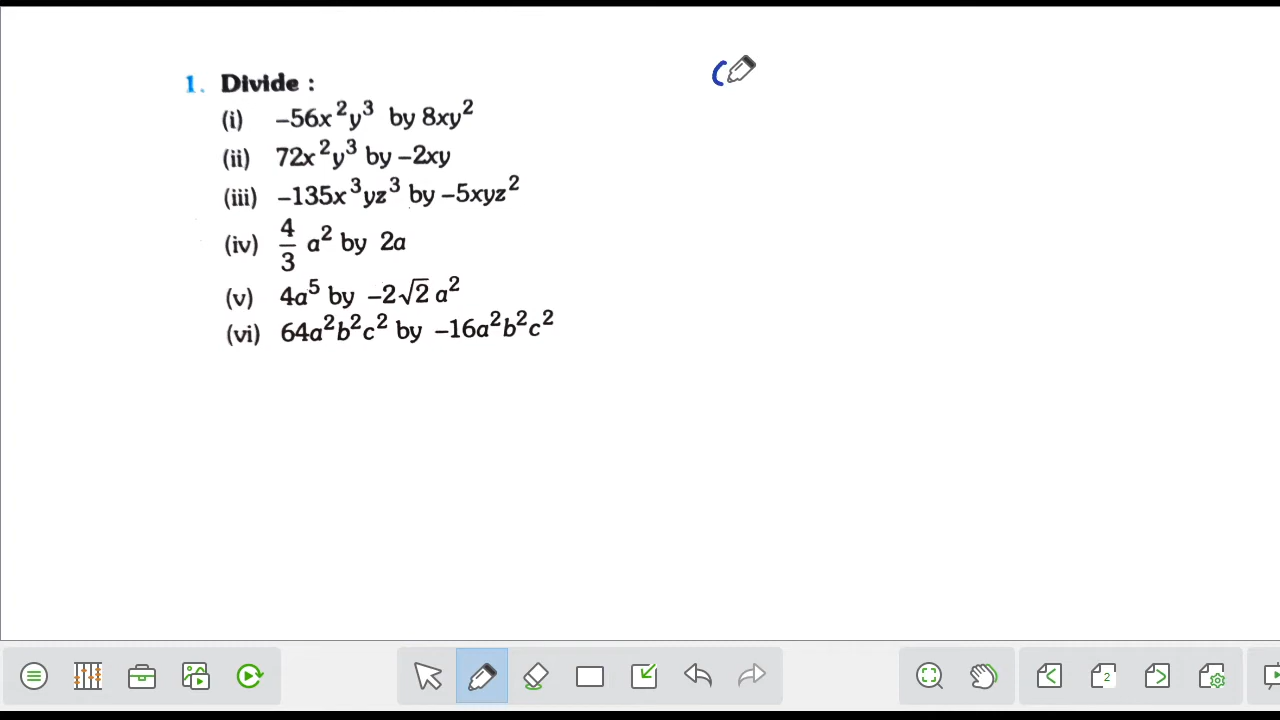 1. Divide :
(i) -56x²y³ by 8xy²
(ii) 72x²y³ by -2xy
(iii) -135x³yz³ by -5xyz²
(iv) 4/3 a² by 2a
(v) 4a⁵ by -2√2 a²
(vi) 64a²b²c² by -16a²b²c²
(
2